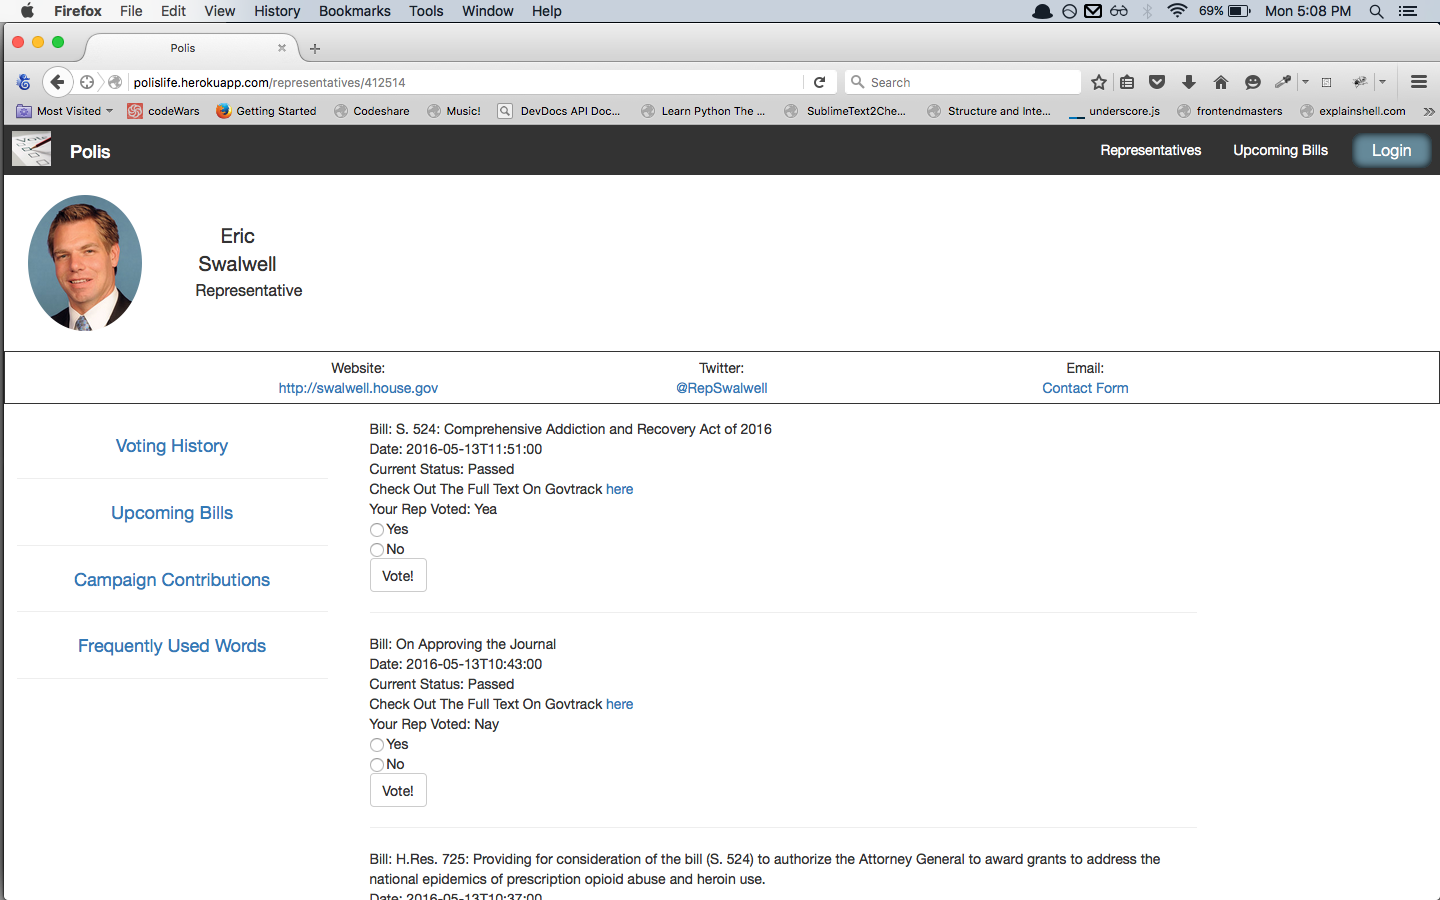 Firefox File Edit View History Bookmarks Tools Window Help 69% Mon 5:08 PM
Polis
polislife.herokuapp.com/representatives/412514 Search
Most Visited codeWars Getting Started Codeshare Music! DevDocs API Doc... Learn Python The ... SublimeText2Che... Structure and Inte... underscore.js frontendmasters explainshell.com
Polis Representatives Upcoming Bills Login
Eric
Swalwell
Representative
Website: Twitter: Email:
http://swalwell.house.gov @RepSwalwell Contact Form
Voting History
Upcoming Bills
Campaign Contributions
Frequently Used Words
Bill: S. 524: Comprehensive Addiction and Recovery Act of 2016
Date: 2016-05-13T11:51:00
Current Status: Passed
Check Out The Full Text On Govtrack here
Your Rep Voted: Yea
Yes
No
Vote!
Bill: On Approving the Journal
Date: 2016-05-13T10:43:00
Current Status: Passed
Check Out The Full Text On Govtrack here
Your Rep Voted: Nay
Yes
No
Vote!
Bill: H.Res. 725: Providing for consideration of the bill (S. 524) to authorize the Attorney General to award grants to address the
national epidemics of prescription opioid abuse and heroin use.
Date: 2016-05-13T10:37:00